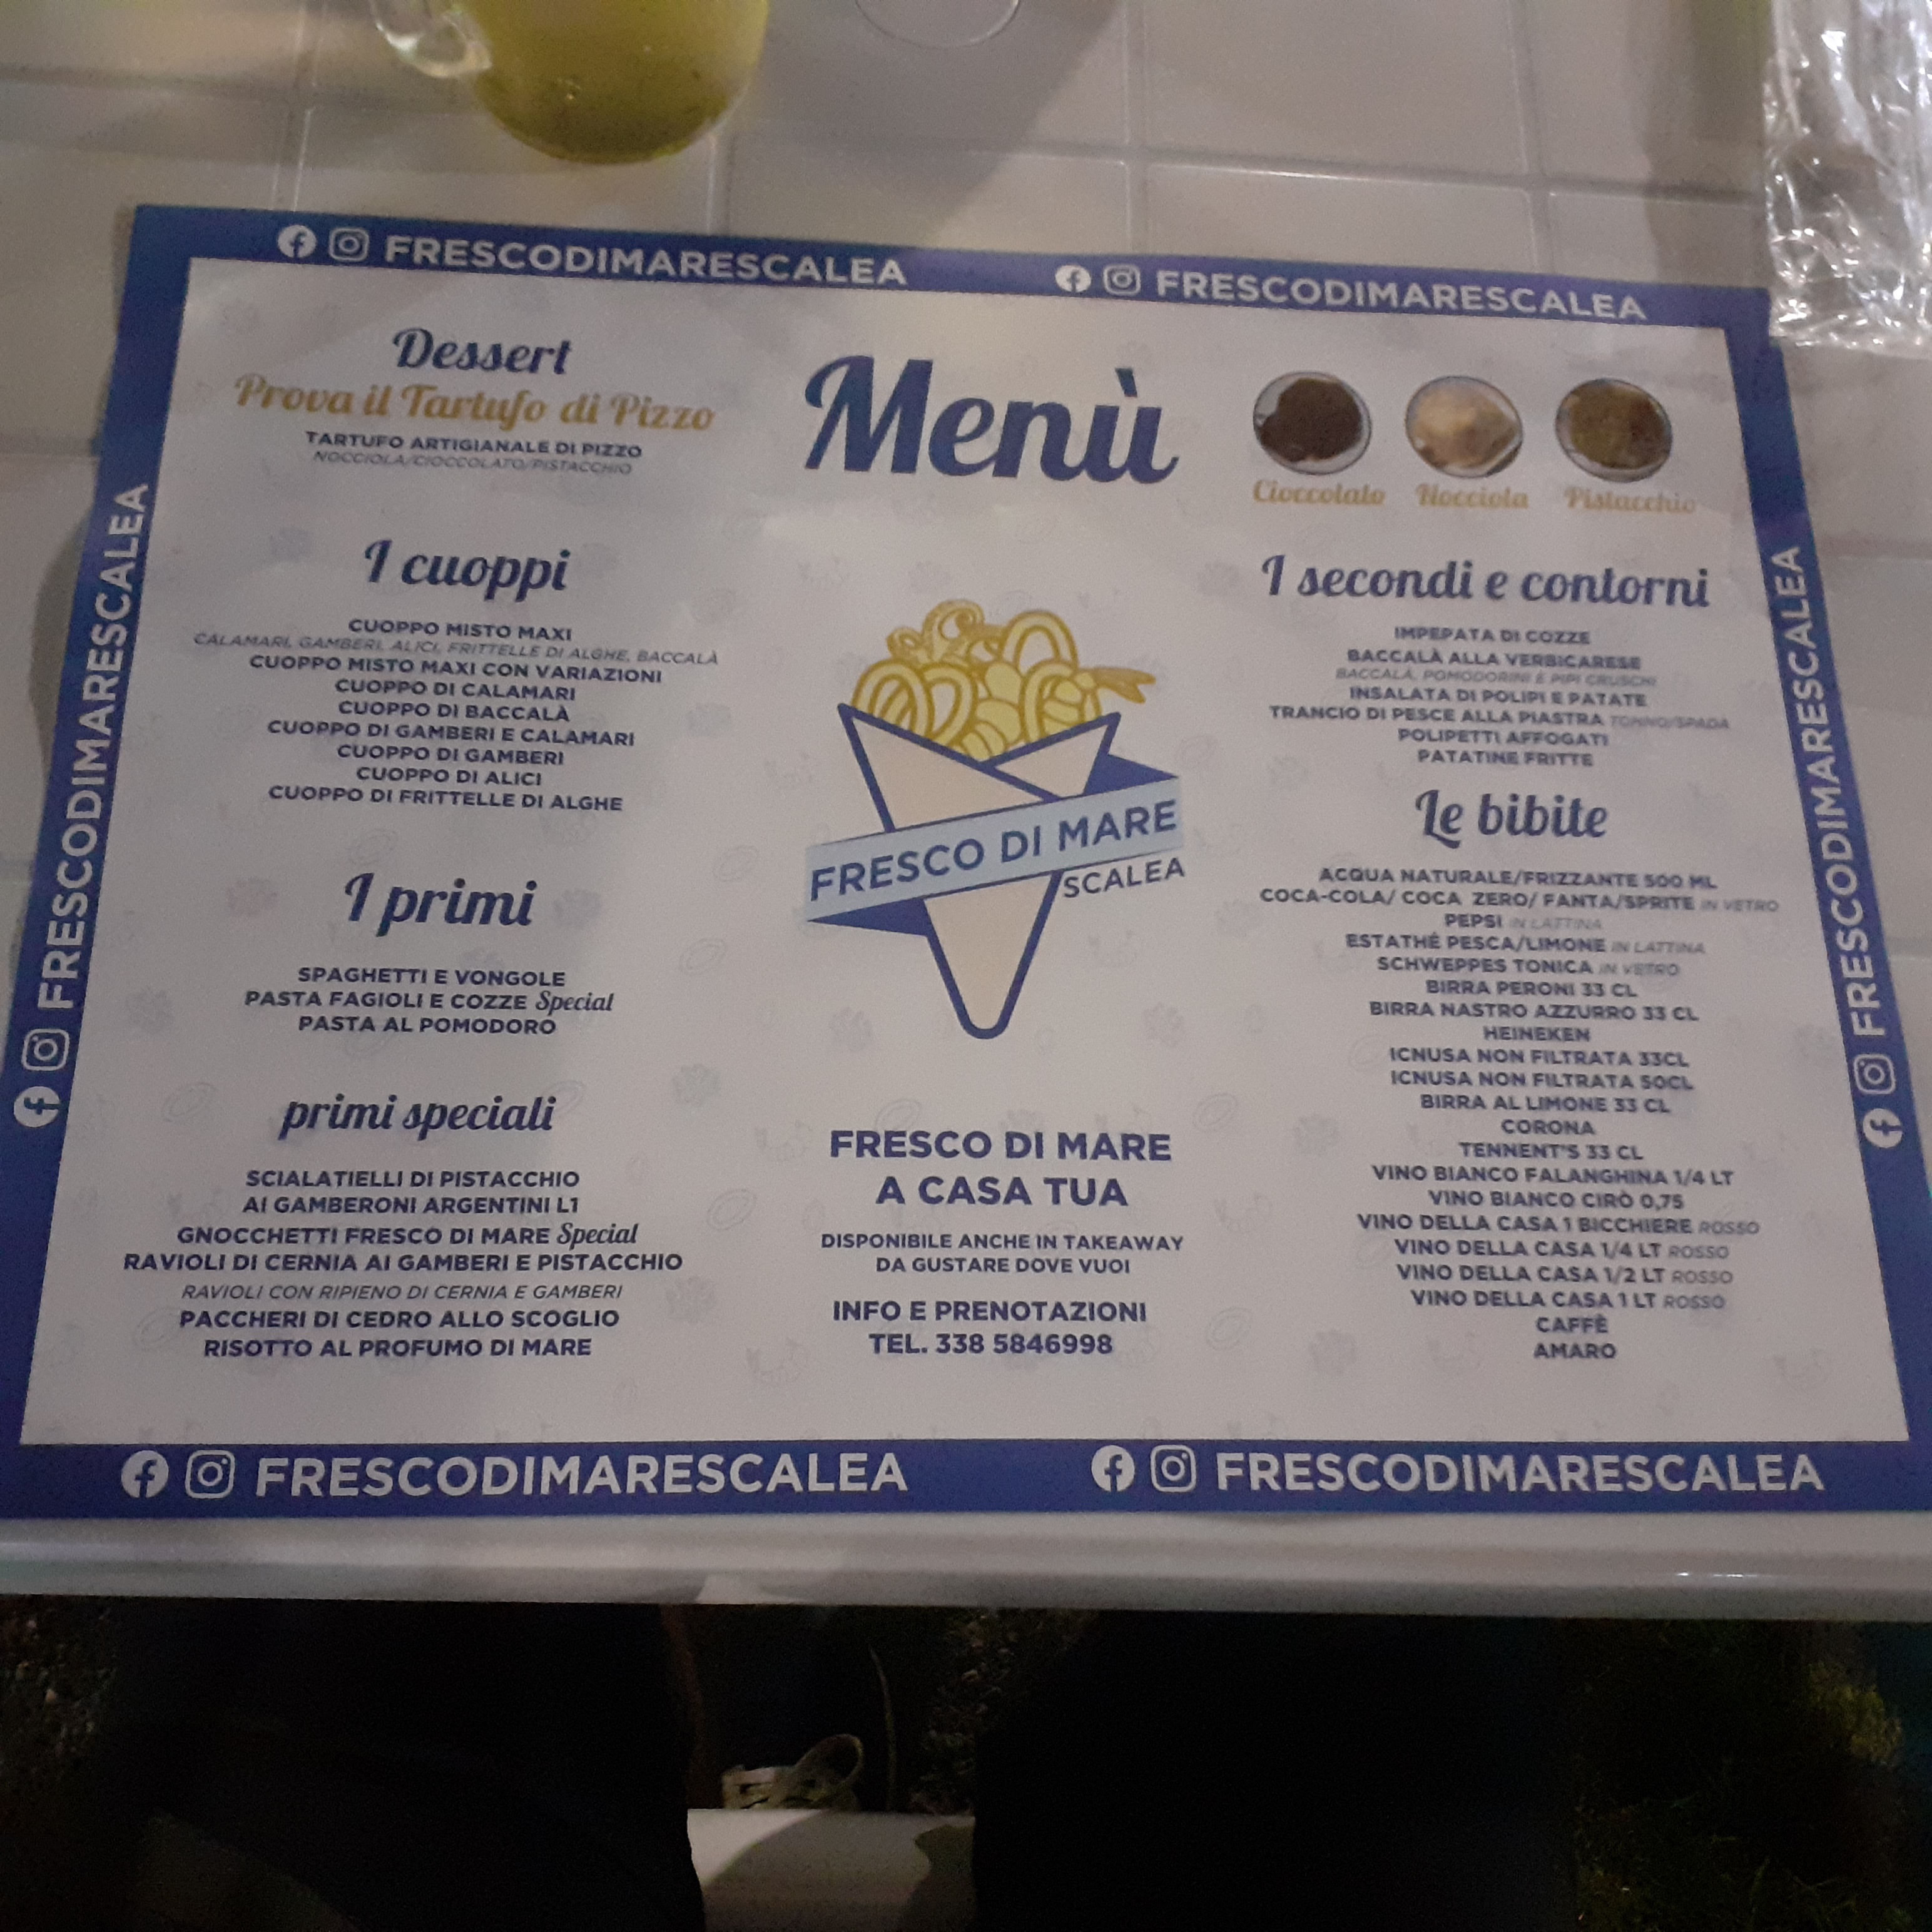 FRESCODIMARESCALEA
FRESCODIMARESCALEA
FRESCODIMARESCALEA
FRESCODIMARESCALEA
Menù
Dessert
Prova il Tartufo di Pizzo
TARTUFO ARTIGIANALE DI PIZZO
NOCCIOLA/CIOCCOLATO/PISTACCHIO
Cioccolato
Nocciola
Pistacchio
I cuoppi
CUOPPO MISTO MAXI
CALAMARI, GAMBERI, ALICI, FRITTELLE DI ALGHE, BACCALÀ
CUOPPO MISTO MAXI CON VARIAZIONI
CUOPPO DI CALAMARI
CUOPPO DI BACCALÀ
CUOPPO DI GAMBERI E CALAMARI
CUOPPO DI GAMBERI
CUOPPO DI ALICI
CUOPPO DI FRITTELLE DI ALGHE
I primi
SPAGHETTI E VONGOLE
PASTA FAGIOLI E COZZE Special
PASTA AL POMODORO
primi speciali
SCIALATIELLI DI PISTACCHIO
AI GAMBERONI ARGENTINI L1
GNOCCHETTI FRESCO DI MARE Special
RAVIOLI DI CERNIA AI GAMBERI E PISTACCHIO
RAVIOLI CON RIPIENO DI CERNIA E GAMBERI
PACCHERI DI CEDRO ALLO SCOGLIO
RISOTTO AL PROFUMO DI MARE
FRESCO DI MARE
SCALEA
FRESCO DI MARE
A CASA TUA
DISPONIBILE ANCHE IN TAKEAWAY
DA GUSTARE DOVE VUOI
INFO E PRENOTAZIONI
TEL. 338 5846998
I secondi e contorni
IMPEPATA DI COZZE
BACCALÀ ALLA VERBICARESE
BACCALÀ, POMODORINI E PIPI CRUSCHI
INSALATA DI POLIPI E PATATE
TRANCIO DI PESCE ALLA PIASTRA TONNO/SPADA
POLIPETTI AFFOGATI
PATATINE FRITTE
Le bibite
ACQUA NATURALE/FRIZZANTE 500 ML
COCA-COLA/ COCA ZERO/ FANTA/SPRITE IN VETRO
PEPSI IN LATTINA
ESTATHÉ PESCA/LIMONE IN LATTINA
SCHWEPPES TONICA IN VETRO
BIRRA PERONI 33 CL
BIRRA NASTRO AZZURRO 33 CL
HEINEKEN
ICNUSA NON FILTRATA 33CL
ICNUSA NON FILTRATA 50CL
BIRRA AL LIMONE 33 CL
CORONA
TENNENT'S 33 CL
VINO BIANCO FALANGHINA 1/4 LT
VINO BIANCO CIRÒ 0,75
VINO DELLA CASA 1 BICCHIERE ROSSO
VINO DELLA CASA 1/4 LT ROSSO
VINO DELLA CASA 1/2 LT ROSSO
VINO DELLA CASA 1 LT ROSSO
CAFFÈ
AMARO
FRESCODIMARESCALEA
FRESCODIMARESCALEA